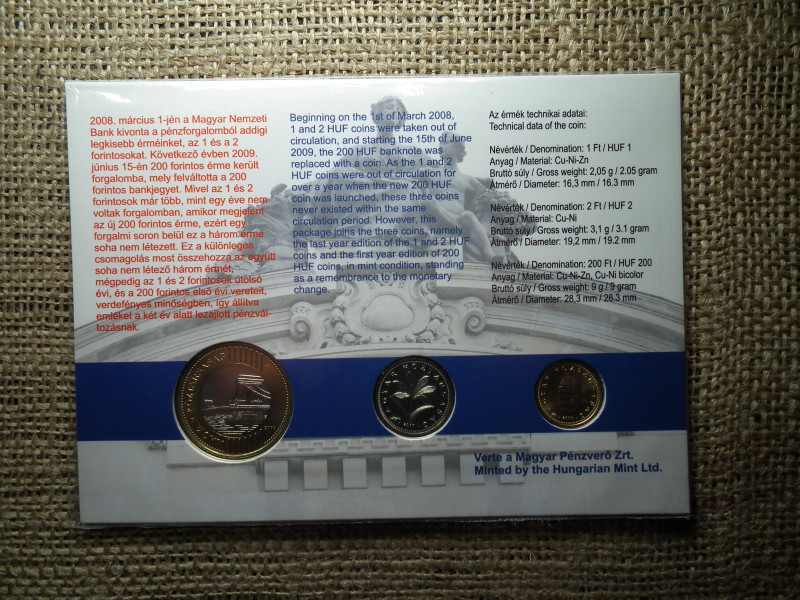 2008. március 1-jén a Magyar Nemzeti
Bank kivonta a pénzforgalomból addigi
legkisebb érméinket, az 1 és a 2
forintosokat. Következő évben 2009.
június 15-én 200 forintos érme került
forgalomba, mely felváltotta a 200
forintos bankjegyet. Mivel az 1 és 2
forintosok már több, mint egy éve nem
voltak forgalomban, amikor megjelent
az új 200 forintos érme, ezért egy
forgalmi soron belül ez a három érme
soha nem létezett. Ez a különleges
csomagolás most összehozza az együtt
soha nem létező három érmét,
mégpedig az 1 és 2 forintosok utolsó
évi, és a 200 forintos első évi vereteit,
verdefényes minőségben, így állítva
emléket a két év alatt lezajlott pénzvál-
tozásnak.
Beginning on the 1st of March 2008,
1 and 2 HUF coins were taken out of
circulation, and starting the 15th of June
2009, the 200 HUF banknote was
replaced with a coin. As the 1 and 2
HUF coins were out of circulation for
over a year when the new 200 HUF
coin was launched, these three coins
never existed within the same
circulation period. However, this
package joins the three coins, namely
the last year edition of the 1 and 2 HUF
coins and the first year edition of 200
HUF coins, in mint condition, standing
as a remembrance to the monetary
change.
Az érmék technikai adatai:
Technical data of the coin:
Névérték / Denomination: 1 Ft / HUF 1
Anyag / Material: Cu-Ni-Zn
Bruttó súly / Gross weight: 2,05 g / 2.05 gram
Átmérő / Diameter: 16,3 mm / 16.3 mm
Névérték / Denomination: 2 Ft / HUF 2
Anyag / Material: Cu-Ni
Bruttó súly / Gross weight: 3,1 g / 3.1 gram
Átmérő / Diameter: 19,2 mm / 19.2 mm
Névérték / Denomination: 200 Ft / HUF 200
Anyag / Material: Cu-Ni-Zn, Cu-Ni bicolor
Bruttó súly / Gross weight: 9 g / 9 gram
Átmérő / Diameter: 28,3 mm / 28.3 mm
Verte a Magyar Pénzverő Zrt.
Minted by the Hungarian Mint Ltd.